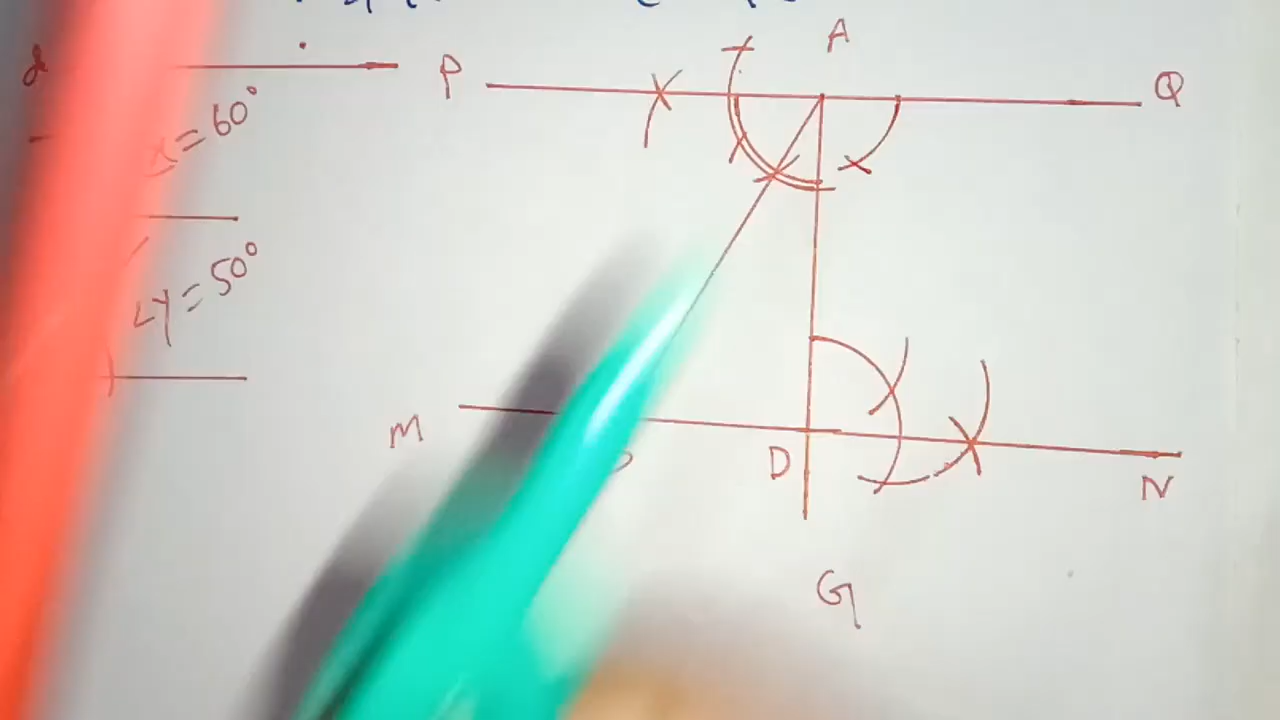 d
A
P
Q
x = 60°
∠y = 50°
M
D
N
G